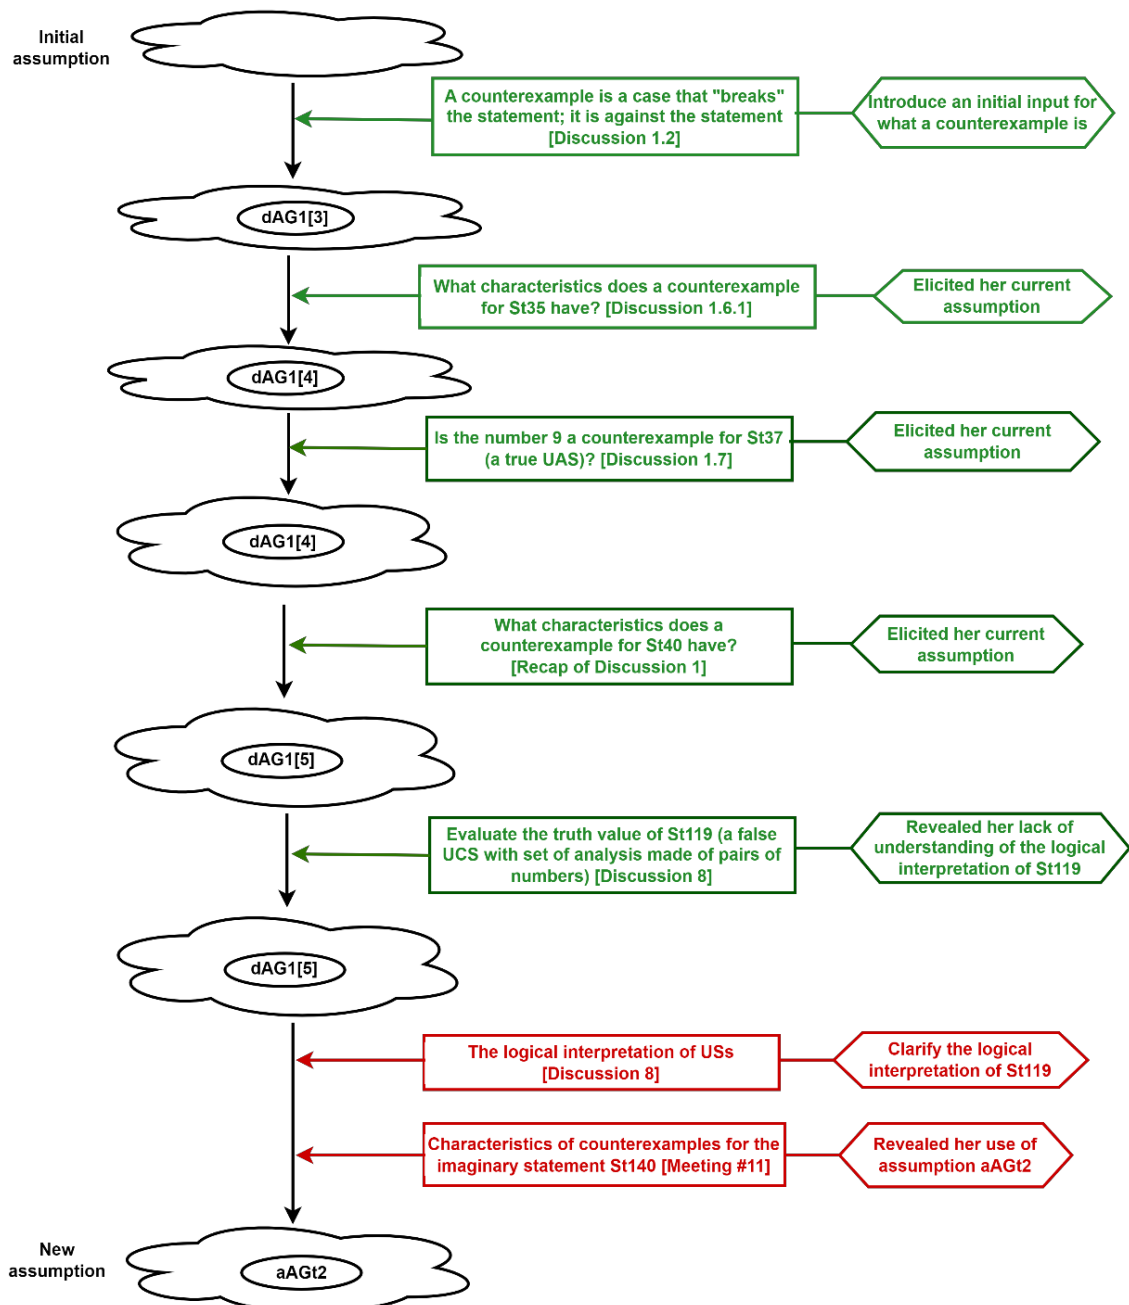 Initial
assumption
A counterexample is a case that "breaks"
the statement; it is against the statement
[Discussion 1.2]
Introduce an initial input for
what a counterexample is
dAG1[3]
What characteristics does a counterexample
for St35 have? [Discussion 1.6.1]
Elicited her current
assumption
dAG1[4]
Is the number 9 a counterexample for St37
(a true UAS)? [Discussion 1.7]
Elicited her current
assumption
dAG1[4]
What characteristics does a
counterexample for St40 have?
[Recap of Discussion 1]
Elicited her current
assumption
dAG1[5]
Evaluate the truth value of St119 (a false
UCS with set of analysis made of pairs of
numbers) [Discussion 8]
Revealed her lack of
understanding of the logical
interpretation of St119
dAG1[5]
The logical interpretation of USs
[Discussion 8]
Clarify the logical
interpretation of St119
Characteristics of counterexamples for the
imaginary statement St140 [Meeting #11]
Revealed her use of
assumption aAGt2
New
assumption
aAGt2